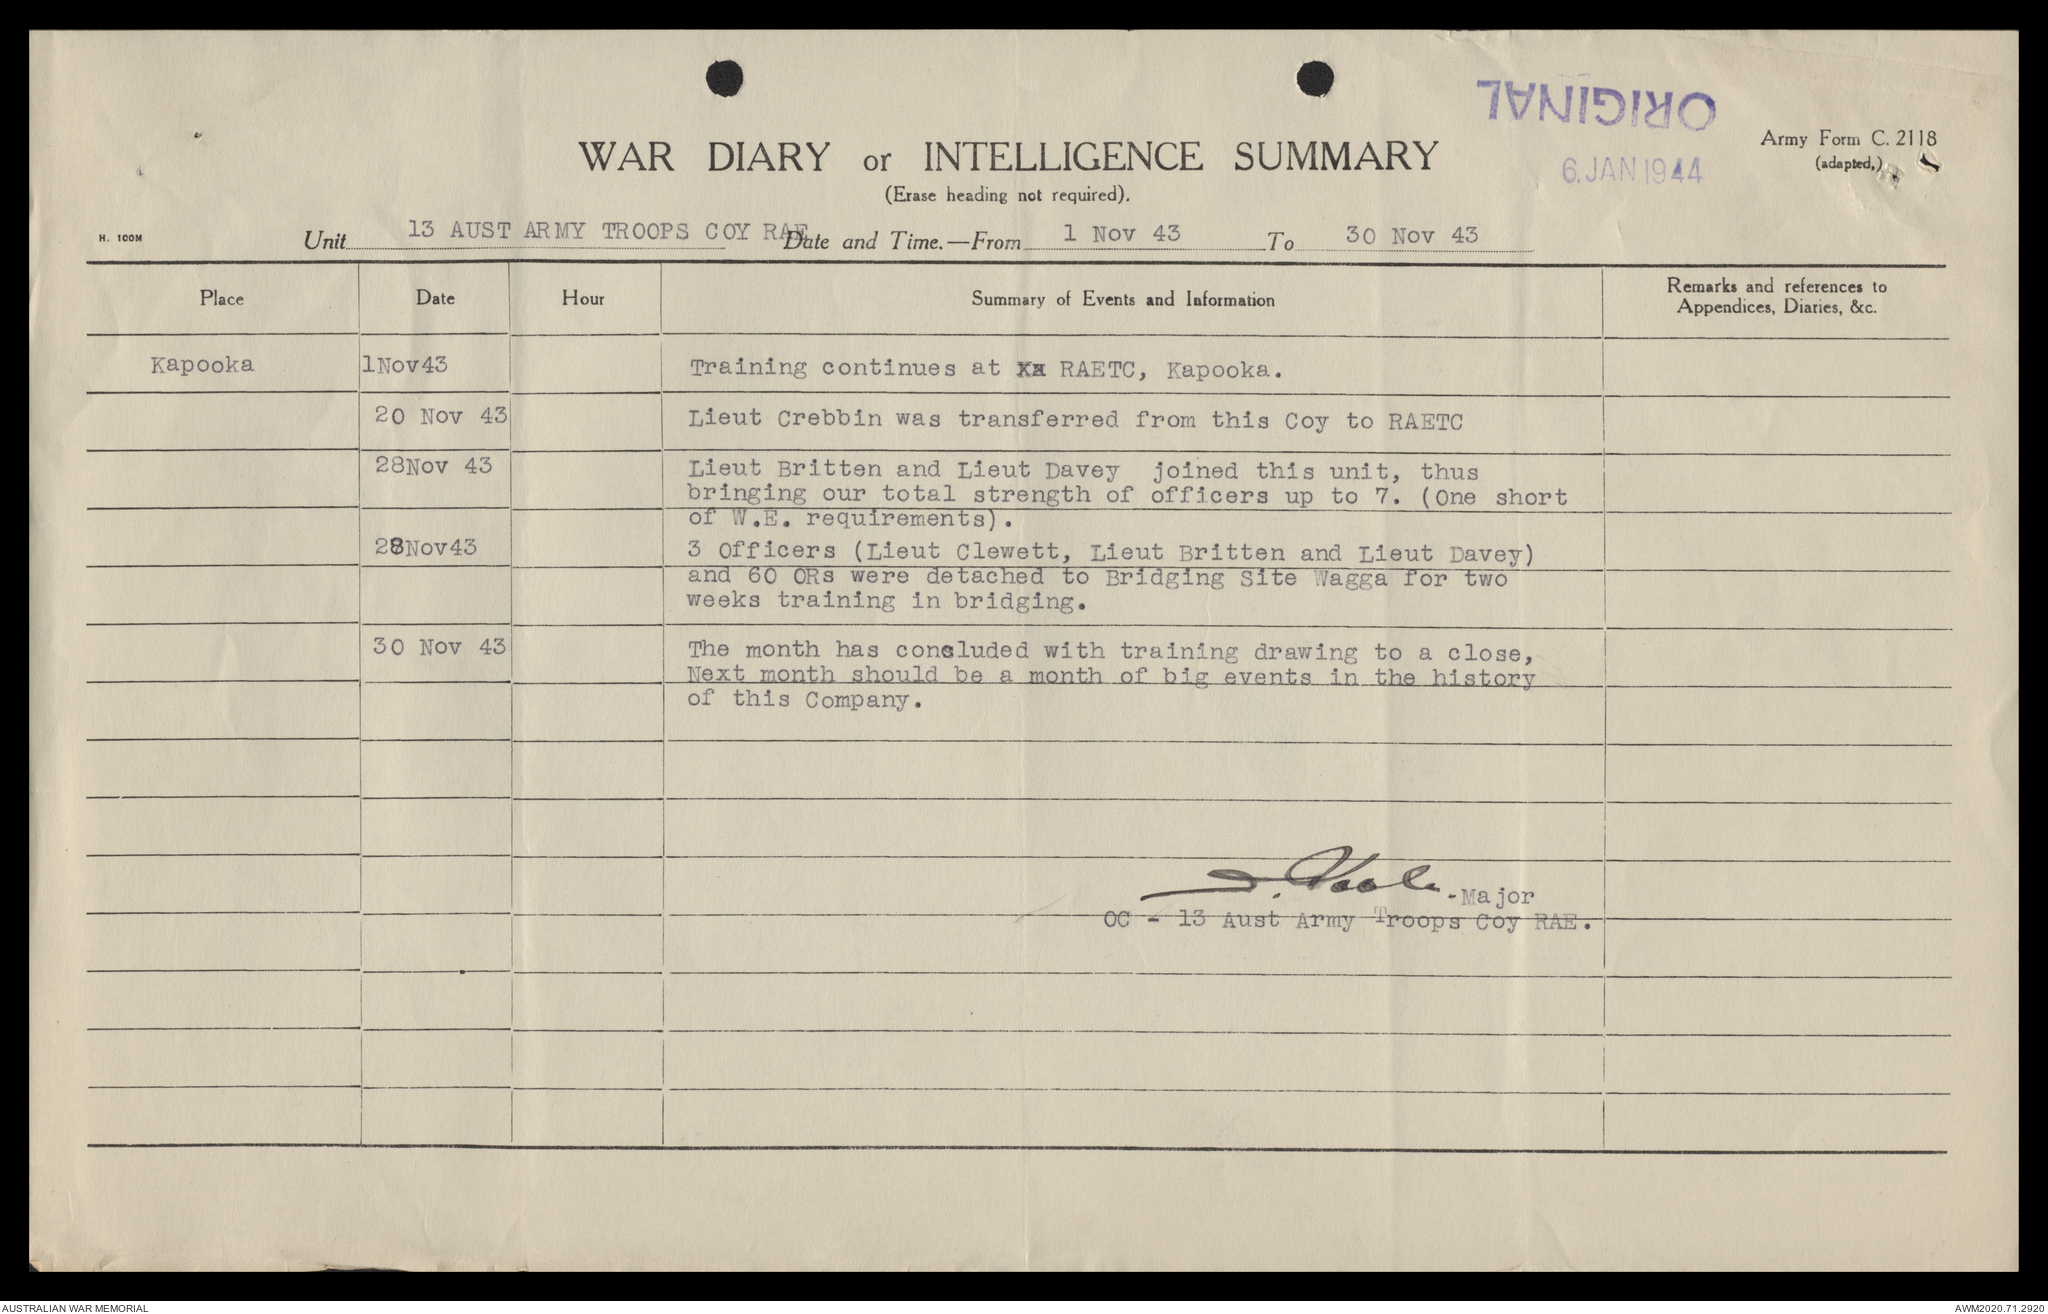 ORIGINAL
WAR DIARY or INTELLIGENCE SUMMARY
Army Form C. 2118
(adapted,)
6 JAN 1944
(Erase heading not required).
H. 100M
Unit 13 AUST ARMY TROOPS COY RAE Date and Time.—From 1 Nov 43 To 30 Nov 43
Place Date Hour Summary of Events and Information Remarks and references to
Appendices, Diaries, &c.
Kapooka 1Nov43 Training continues at RAETC, Kapooka.
20 Nov 43 Lieut Crebbin was transferred from this Coy to RAETC
28Nov 43 Lieut Britten and Lieut Davey joined this unit, thus
bringing our total strength of officers up to 7. (One short
of W.E. requirements).
28Nov43 3 Officers (Lieut Clewett, Lieut Britten and Lieut Davey)
and 60 ORs were detached to Bridging Site Wagga for two
weeks training in bridging.
30 Nov 43 The month has concluded with training drawing to a close,
Next month should be a month of big events in the history
of this Company.
-Major
OC - 13 Aust Army Troops Coy RAE.
AUSTRALIAN WAR MEMORIAL AWM2020.71.2920